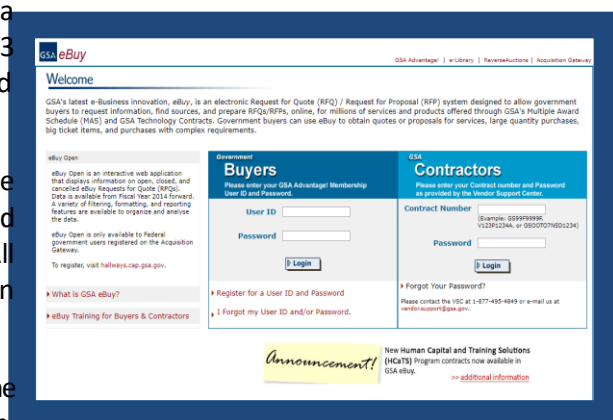 a
3
d
e
d
ll
n
ne
GSA eBuy
GSA Advantage! | e-Library | ReverseAuctions | Acquisition Gateway
Welcome
GSA's latest e-Business innovation, eBuy, is an electronic Request for Quote (RFQ) / Request for Proposal (RFP) system designed to allow government
buyers to request information, find sources, and prepare RFQs/RFPs, online, for millions of services and products offered through GSA's Multiple Award
Schedule (MAS) and GSA Technology Contracts. Government buyers can use eBuy to obtain quotes or proposals for services, large quantity purchases,
big ticket items, and purchases with complex requirements.
eBuy Open
eBuy Open is an interactive web application
that displays information on open, closed, and
cancelled eBuy Requests for Quote (RFQs).
Data is available from Fiscal Year 2014 forward.
A variety of filtering, formatting, and reporting
features are available to organize and analyse
the data.
eBuy Open is only available to Federal
government users registered on the Acquisition
Gateway.
To register, visit hallways.cap.gsa.gov.
What is GSA eBuy?
eBuy Training for Buyers & Contractors
Government
Buyers
Please enter your GSA Advantage! Membership
User ID and Password.
User ID
Password
Login
Register for a User ID and Password
I Forgot my User ID and/or Password.
GSA
Contractors
Please enter your Contract number and Password
as provided by the Vendor Support Center.
Contract Number
(Example: GS99F9999F,
V123P1234A, or GS00TO7NSD1234)
Password
Login
Forgot Your Password?
Please contact the VSC at 1-877-495-4849 or e-mail us at
vendor.support@gsa.gov.
Announcement!
New Human Capital and Training Solutions
(HCaTS) Program contracts now available in
GSA eBuy.
>> additional information